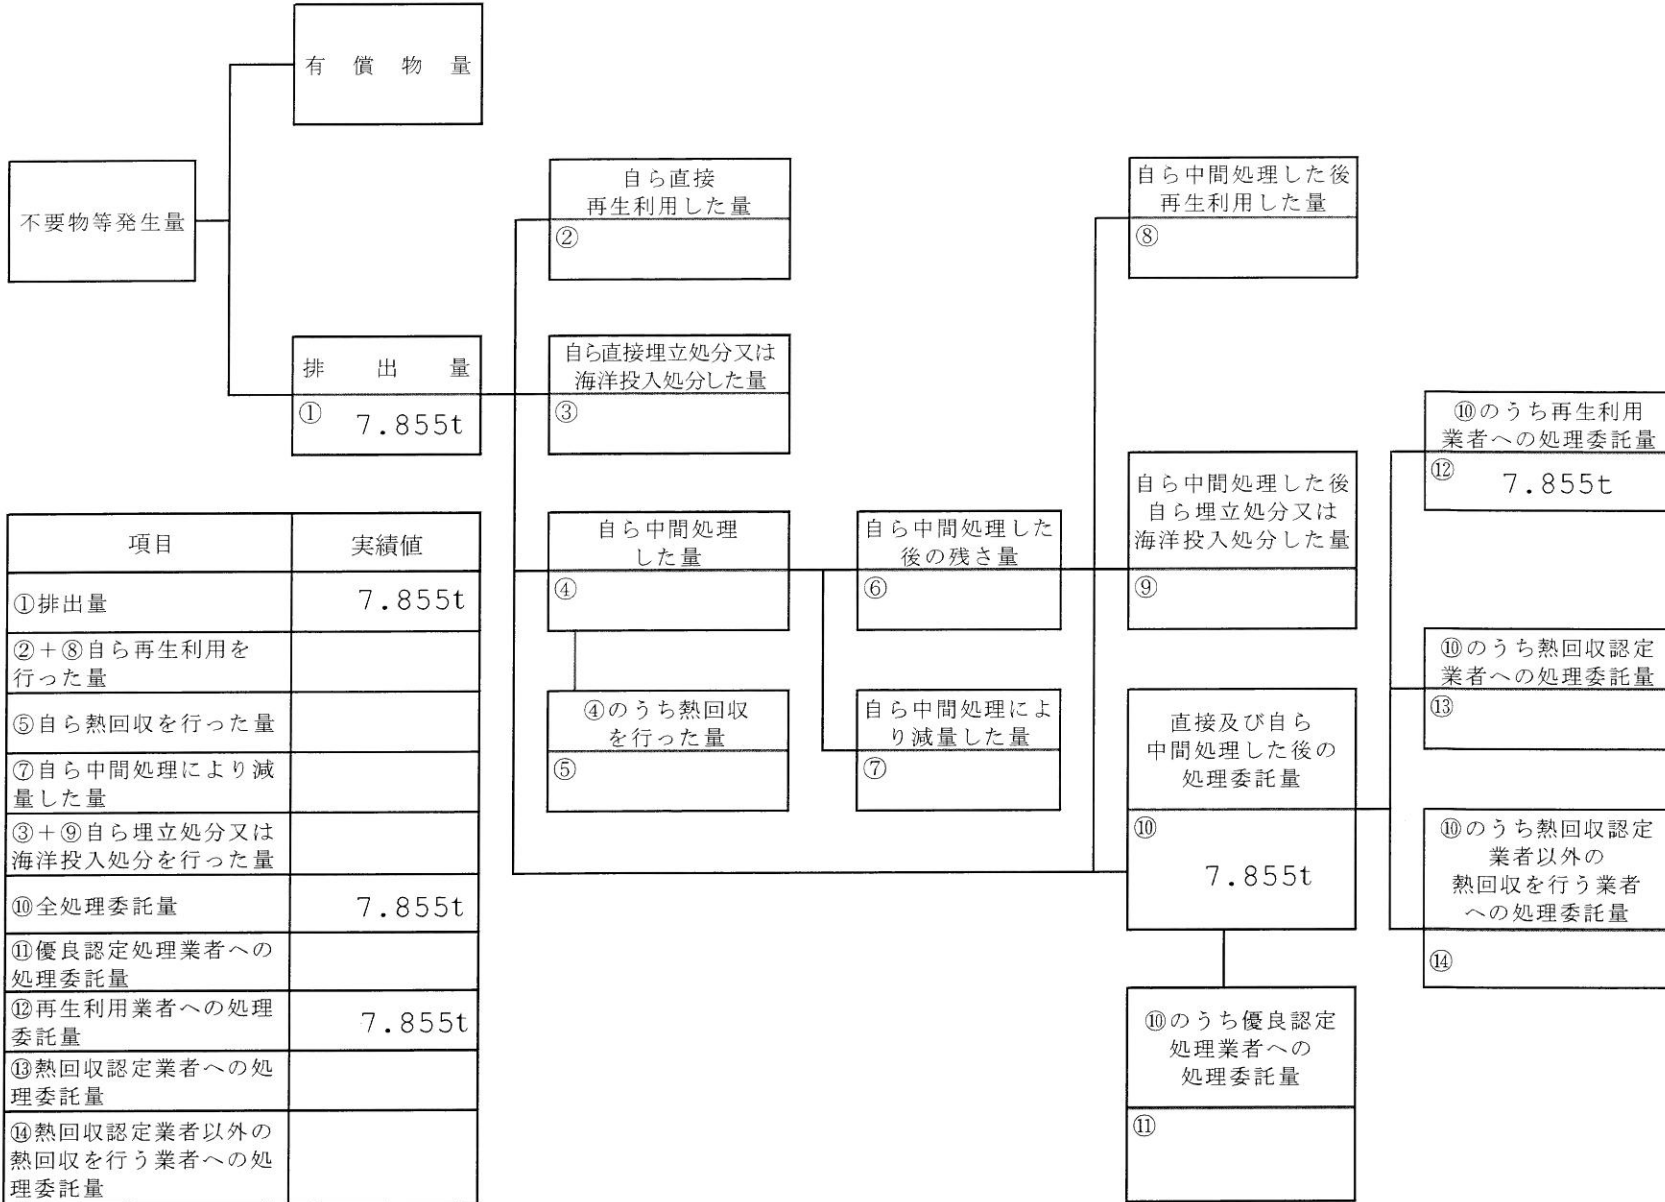 有償物量
不要物等発生量
排出量
① 7.855t
自ら直接
再生利用した量
②
自ら直接埋立処分又は
海洋投入処分した量
③
自ら中間処理
した量
④
④のうち熱回収
を行った量
⑤
自ら中間処理した
後の残さ量
⑥
自ら中間処理によ
り減量した量
⑦
自ら中間処理した後
再生利用した量
⑧
自ら中間処理した後
自ら埋立処分又は
海洋投入処分した量
⑨
直接及び自ら
中間処理した後の
処理委託量
⑩
7.855t
⑩のうち優良認定
処理業者への
処理委託量
⑪
⑩のうち再生利用
業者への処理委託量
⑫ 7.855t
⑩のうち熱回収認定
業者への処理委託量
⑬
⑩のうち熱回収認定
業者以外の
熱回収を行う業者
への処理委託量
⑭
項目 実績値
①排出量 7.855t
②+⑧自ら再生利用を
行った量
⑤自ら熱回収を行った量
⑦自ら中間処理により減
量した量
③+⑨自ら埋立処分又は
海洋投入処分を行った量
⑩全処理委託量 7.855t
⑪優良認定処理業者への
処理委託量
⑫再生利用業者への処理
委託量 7.855t
⑬熱回収認定業者への処
理委託量
⑭熱回収認定業者以外の
熱回収を行う業者への処
理委託量